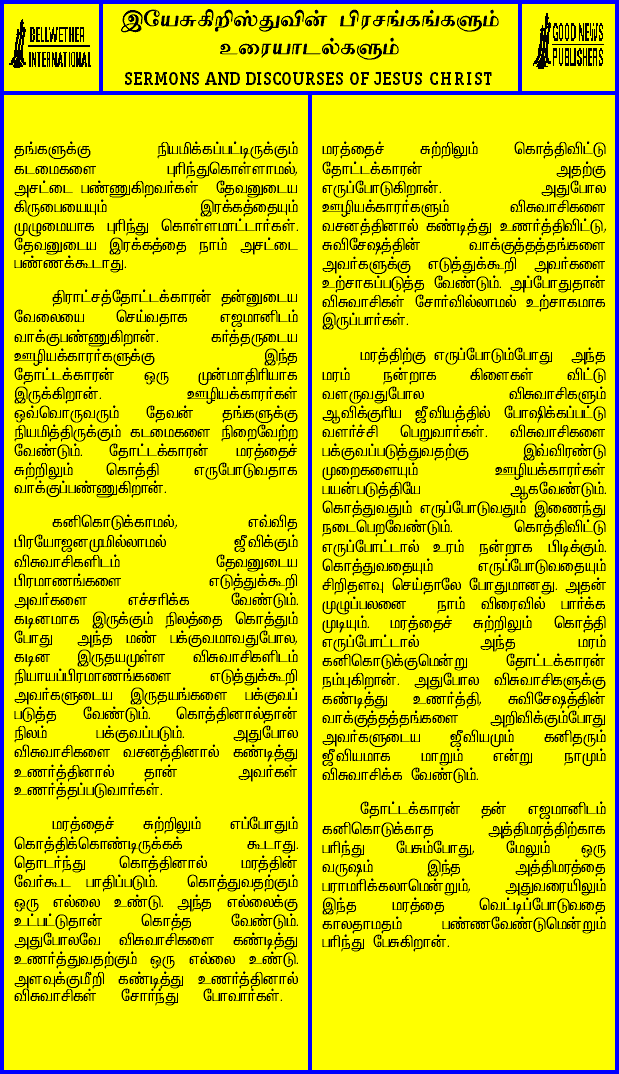 BELLWETHER
INTERNATIONAL
இயேசுகிறிஸ்துவின் பிரசங்கங்களும்
உரையாடல்களும்
SERMONS AND DISCOURSES OF JESUS CHRIST
GOOD NEWS
PUBLISHERS
தங்களுக்கு நியமிக்கப்பட்டிருக்கும்
கடமைகளை புரிந்துகொள்ளாமல்,
அசட்டை பண்ணுகிறவர்கள் தேவனுடைய
கிருபையையும் இரக்கத்தையும்
முழுமையாக புரிந்து கொள்ளமாட்டார்கள்.
தேவனுடைய இரக்கத்தை நாம் அசட்டை
பண்ணக்கூடாது.
திராட்சத்தோட்டக்காரன் தன்னுடைய
வேலையை செய்வதாக எஜமானிடம்
வாக்குபண்ணுகிறான். கர்த்தருடைய
ஊழியக்காரர்களுக்கு இந்த
தோட்டக்காரன் ஒரு முன்மாதிரியாக
இருக்கிறான். ஊழியக்காரர்கள்
ஒவ்வொருவரும் தேவன் தங்களுக்கு
நியமித்திருக்கும் கடமைகளை நிறைவேற்ற
வேண்டும். தோட்டக்காரன் மரத்தைச்
சுற்றிலும் கொத்தி எருபோடுவதாக
வாக்குப்பண்ணுகிறான்.
கனிகொடுக்காமல், எவ்வித
பிரயோஜனமுமில்லாமல் ஜீவிக்கும்
விசுவாசிகளிடம் தேவனுடைய
பிரமாணங்களை எடுத்துக்கூறி
அவர்களை எச்சரிக்க வேண்டும்.
கடினமாக இருக்கும் நிலத்தை கொத்தும்
போது அந்த மண் பக்குவமாவதுபோல,
கடின இருதயமுள்ள விசுவாசிகளிடம்
நியாயப்பிரமாணங்களை எடுத்துக்கூறி
அவர்களுடைய இருதயங்களை பக்குவப்
படுத்த வேண்டும். கொத்தினால்தான்
நிலம் பக்குவப்படும். அதுபோல
விசுவாசிகளை வசனத்தினால் கண்டித்து
உணர்த்தினால் தான் அவர்கள்
உணர்த்தப்படுவார்கள்.
மரத்தைச் சுற்றிலும் எப்போதும்
கொத்திக்கொண்டிருக்கக் கூடாது.
தொடர்ந்து கொத்தினால் மரத்தின்
வேர்கூட பாதிப்படும். கொத்துவதற்கும்
ஒரு எல்லை உண்டு. அந்த எல்லைக்கு
உட்பட்டுதான் கொத்த வேண்டும்.
அதுபோலவே விசுவாசிகளை கண்டித்து
உணர்த்துவதற்கும் ஒரு எல்லை உண்டு.
அளவுக்குமீறி கண்டித்து உணர்த்தினால்
விசுவாசிகள் சோர்ந்து போவார்கள்.
மரத்தைச் சுற்றிலும் கொத்திவிட்டு
தோட்டக்காரன் அதற்கு
எருப்போடுகிறான். அதுபோல
ஊழியக்காரர்களும் விசுவாசிகளை
வசனத்தினால் கண்டித்து உணர்த்திவிட்டு,
சுவிசேஷத்தின் வாக்குத்தத்தங்களை
அவர்களுக்கு எடுத்துக்கூறி அவர்களை
உற்சாகப்படுத்த வேண்டும். அப்போதுதான்
விசுவாசிகள் சோர்வில்லாமல் உற்சாகமாக
இருப்பார்கள்.
மரத்திற்கு எருப்போடும்போது அந்த
மரம் நன்றாக கிளைகள் விட்டு
வளருவதுபோல விசுவாசிகளும்
ஆவிக்குரிய ஜீவியத்தில் போஷிக்கப்பட்டு
வளர்ச்சி பெறுவார்கள். விசுவாசிகளை
பக்குவப்படுத்துவதற்கு இவ்விரண்டு
முறைகளையும் ஊழியக்காரர்கள்
பயன்படுத்தியே ஆகவேண்டும்.
கொத்துவதும் எருப்போடுவதும் இணைந்து
நடைபெறவேண்டும். கொத்திவிட்டு
எருப்போட்டால் உரம் நன்றாக பிடிக்கும்.
கொத்துவதையும் எருப்போடுவதையும்
சிறிதளவு செய்தாலே போதுமானது. அதன்
முழுப்பலனை நாம் விரைவில் பார்க்க
முடியும். மரத்தைச் சுற்றிலும் கொத்தி
எருப்போட்டால் அந்த மரம்
கனிகொடுக்குமென்று தோட்டக்காரன்
நம்புகிறான். அதுபோல விசுவாசிகளுக்கு
கண்டித்து உணர்த்தி, சுவிசேஷத்தின்
வாக்குத்தத்தங்களை அறிவிக்கும்போது
அவர்களுடைய ஜீவியமும் கனிதரும்
ஜீவியமாக மாறும் என்று நாமும்
விசுவாசிக்க வேண்டும்.
தோட்டக்காரன் தன் எஜமானிடம்
கனிகொடுக்காத அத்திமரத்திற்காக
பரிந்து பேசும்போது, மேலும் ஒரு
வருஷம் இந்த அத்திமரத்தை
பராமரிக்கலாமென்றும், அதுவரையிலும்
இந்த மரத்தை வெட்டிப்போடுவதை
காலதாமதம் பண்ணவேண்டுமென்றும்
பரிந்து பேசுகிறான்.